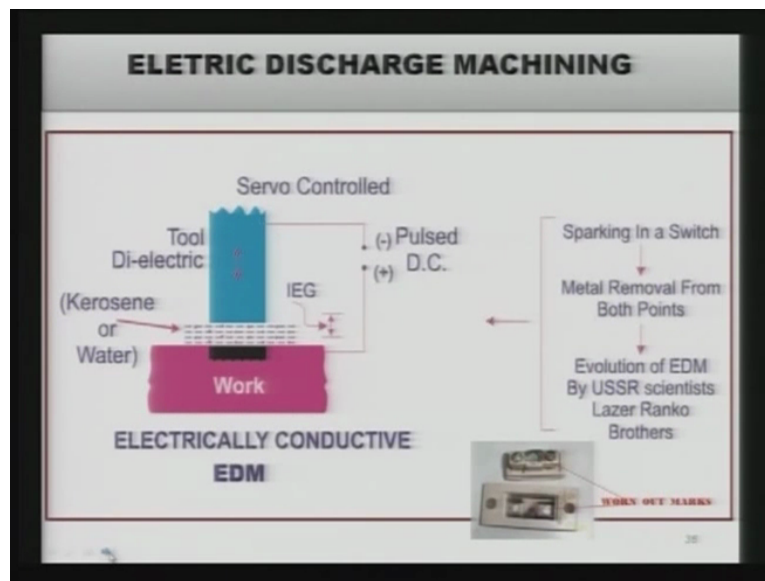 ELETRIC DISCHARGE MACHINING
Servo Controlled
Tool
Di-electric
(Kerosene
or
Water)
(-) Pulsed
(+) D.C.
IEG
Work
ELECTRICALLY CONDUCTIVE
EDM
Sparking In a Switch
Metal Removal From
Both Points
Evolution of EDM
By USSR scientists
Lazer Ranko
Brothers
WORN OUT MARKS